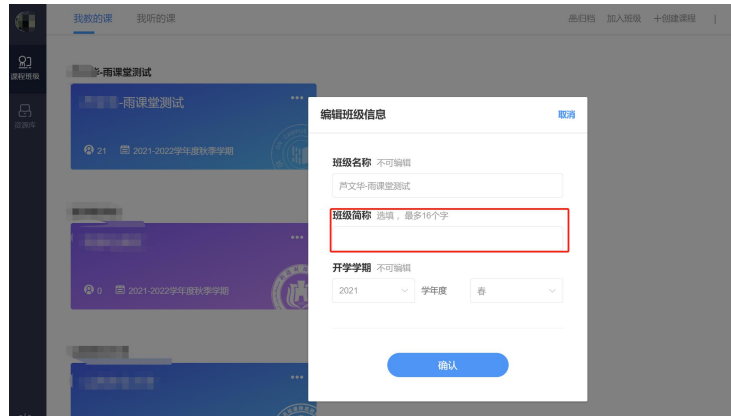 我教的课 我听的课 归档 加入班级 +创建课程
课程班级
-雨课堂测试
资源库
-雨课堂测试
21 2021-2022学年度秋季学期
0 2021-2022学年度秋季学期
编辑班级信息 取消
班级名称 不可编辑
芦文华-雨课堂测试
班级简称 选填，最多16个字
开学学期 不可编辑
2021 学年度 春
确认